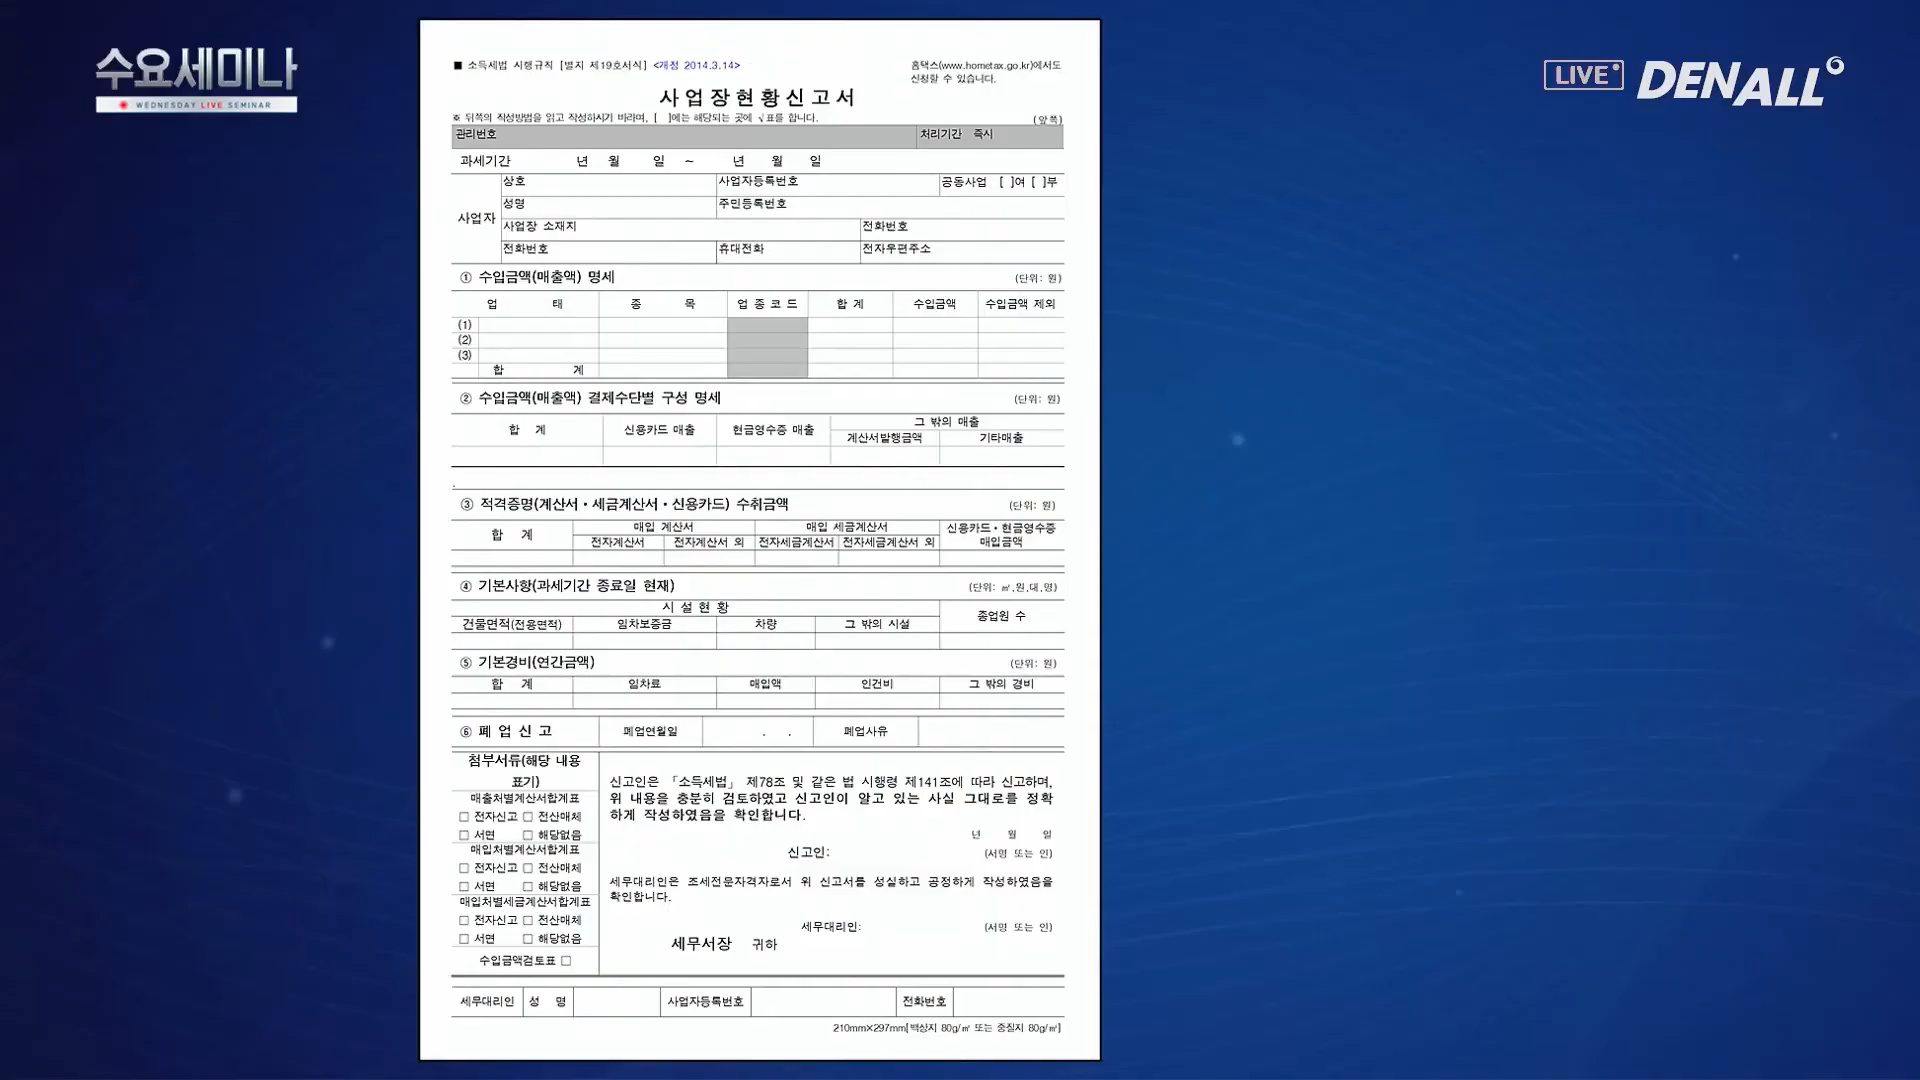 수요세미나
WEDNESDAY LIVE SEMINAR
LIVE DENALL
■ 소득세법 시행규칙 [별지 제19호서식] <개정 2014.3.14>
홈택스(www.hometax.go.kr)에서도
신청할 수 있습니다.
사업장현황신고서
※ 뒤쪽의 작성방법을 읽고 작성하시기 바라며, [ ]에는 해당되는 곳에 √표를 합니다. (앞쪽)
관리번호 처리기간 즉시
과세기간 년 월 일 ~ 년 월 일
사업자
상호 사업자등록번호 공동사업 [ ]여 [ ]부
성명 주민등록번호
사업장 소재지 전화번호
전화번호 휴대전화 전자우편주소
① 수입금액(매출액) 명세 (단위: 원)
업 태 종 목 업종코드 합 계 수입금액 수입금액 제외
(1)
(2)
(3)
합 계
② 수입금액(매출액) 결제수단별 구성 명세 (단위: 원)
합 계 신용카드 매출 현금영수증 매출 그 밖의 매출
계산서발행금액 기타매출
③ 적격증명(계산서・세금계산서・신용카드) 수취금액 (단위: 원)
합 계 매입 계산서 매입 세금계산서 신용카드・현금영수증
매입금액
전자계산서 전자계산서 외 전자세금계산서 전자세금계산서 외
④ 기본사항(과세기간 종료일 현재) (단위: ㎡,원,대,명)
시설현황 종업원 수
건물면적(전용면적) 임차보증금 차량 그 밖의 시설
⑤ 기본경비(연간금액) (단위: 원)
합 계 임차료 매입액 인건비 그 밖의 경비
⑥ 폐업신고 폐업연월일 . . 폐업사유
첨부서류(해당 내용
표기)
매출처별계산서합계표
□ 전자신고 □ 전산매체
□ 서면 □ 해당없음
매입처별계산서합계표
□ 전자신고 □ 전산매체
□ 서면 □ 해당없음
매입처별세금계산서합계표
□ 전자신고 □ 전산매체
□ 서면 □ 해당없음
수입금액검토표 □
신고인은 「소득세법」 제78조 및 같은 법 시행령 제141조에 따라 신고하며,
위 내용을 충분히 검토하였고 신고인이 알고 있는 사실 그대로를 정확
하게 작성하였음을 확인합니다.
년 월 일
신고인: (서명 또는 인)
세무대리인은 조세전문자격자로서 위 신고서를 성실하고 공정하게 작성하였음을
확인합니다.
세무대리인: (서명 또는 인)
세무서장 귀하
세무대리인 성 명 사업자등록번호 전화번호
210mm×297mm[백상지 80g/㎡ 또는 중질지 80g/㎡]